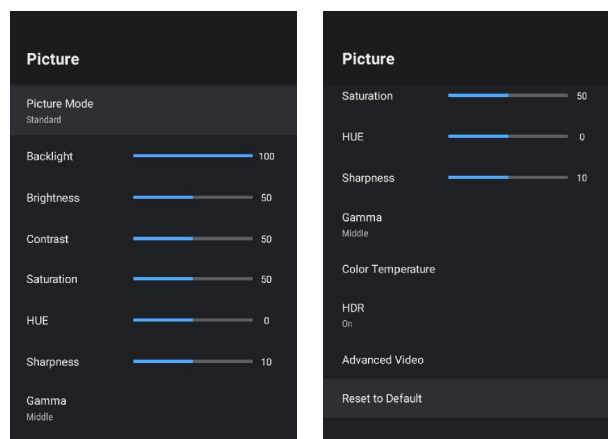 Picture
Picture Mode
Standard
Backlight 100
Brightness 50
Contrast 50
Saturation 50
HUE 0
Sharpness 10
Gamma
Middle
Picture
Saturation 50
HUE 0
Sharpness 10
Gamma
Middle
Color Temperature
HDR
On
Advanced Video
Reset to Default